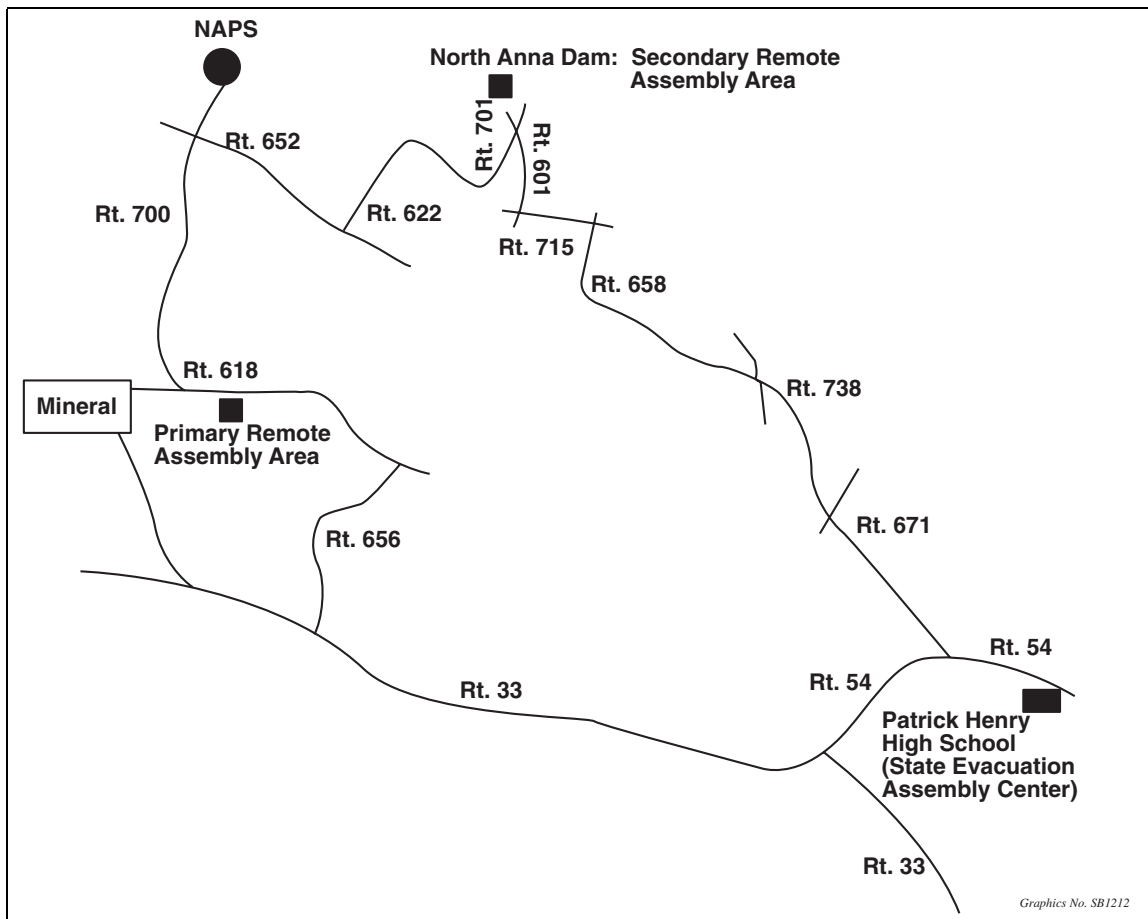 NAPS
North Anna Dam: Secondary Remote
Assembly Area
Rt. 701
Rt. 601
Rt. 652
Rt. 700
Rt. 622
Rt. 715
Rt. 658
Rt. 618
Rt. 738
Mineral
Primary Remote
Assembly Area
Rt. 671
Rt. 656
Rt. 54
Rt. 54
Rt. 33
Patrick Henry
High School
(State Evacuation
Assembly Center)
Rt. 33
Graphics No. SB1212